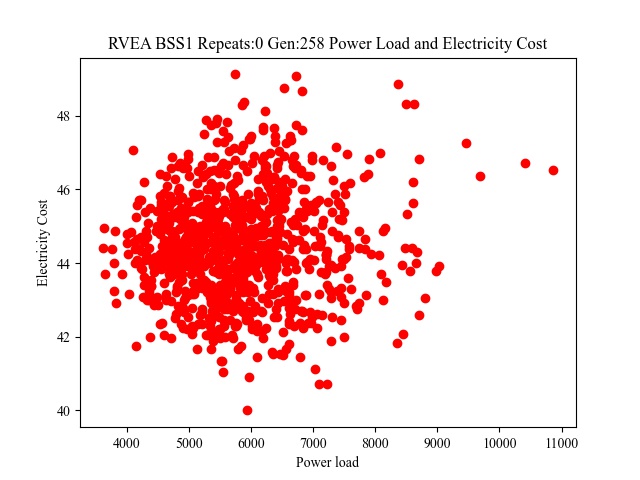 RVEA BSS1 Repeats:0 Gen:258 Power Load and Electricity Cost
48
46
44
42
40
Electricity Cost
4000 5000 6000 7000 8000 9000 10000 11000
Power load